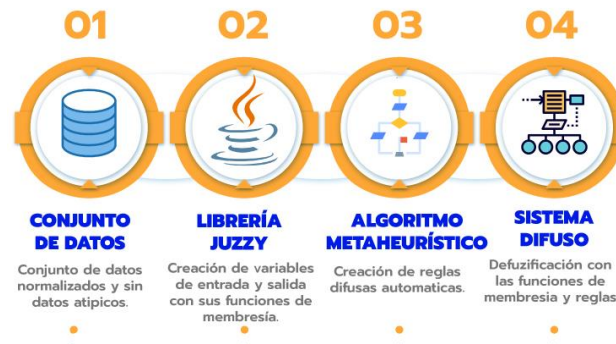 01
02
03
04
CONJUNTO
DE DATOS
Conjunto de datos
normalizados y sin
datos atipicos.
LIBRERÍA
JUZZY
Creación de variables
de entrada y salida
con sus funciones de
membresía.
ALGORITMO
METAHEURÍSTICO
Creación de reglas
difusas automaticas.
SISTEMA
DIFUSO
Defuzificación con
las funciones de
membresia y reglas